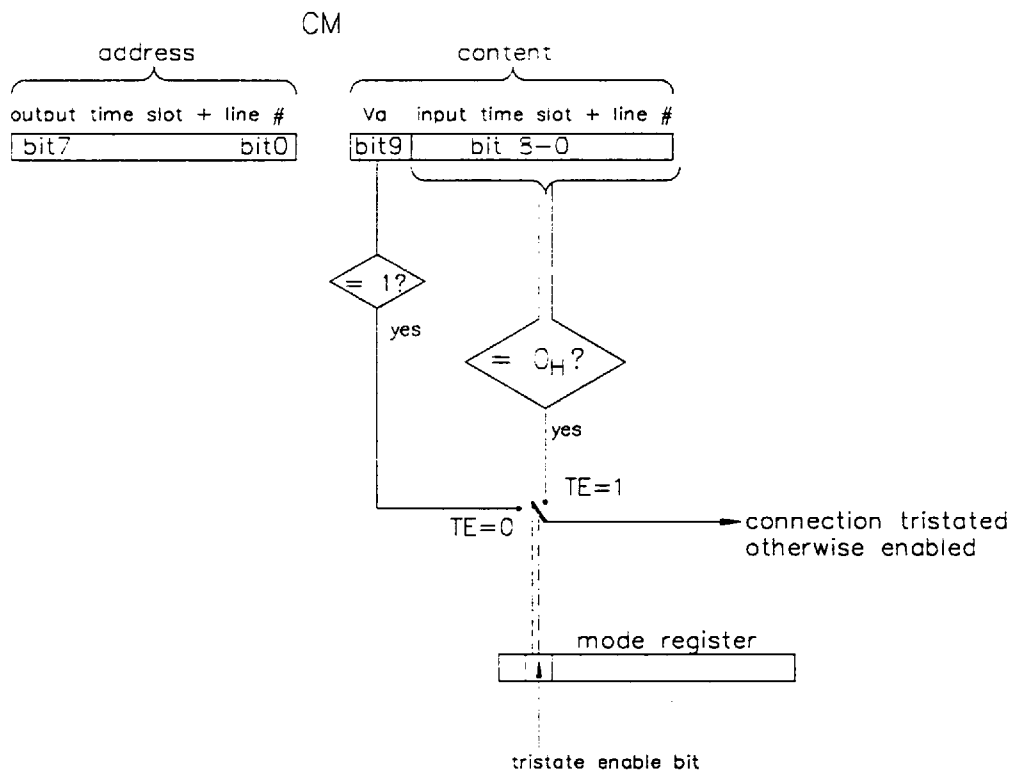 CM
address
content
output time slot + line #
Va input time slot + line #
bit7 bit0
bit9 bit 8-0
= 1?
yes
= 0H?
yes
TE=1
TE=0
connection tristated
otherwise enabled
mode register
tristate enable bit